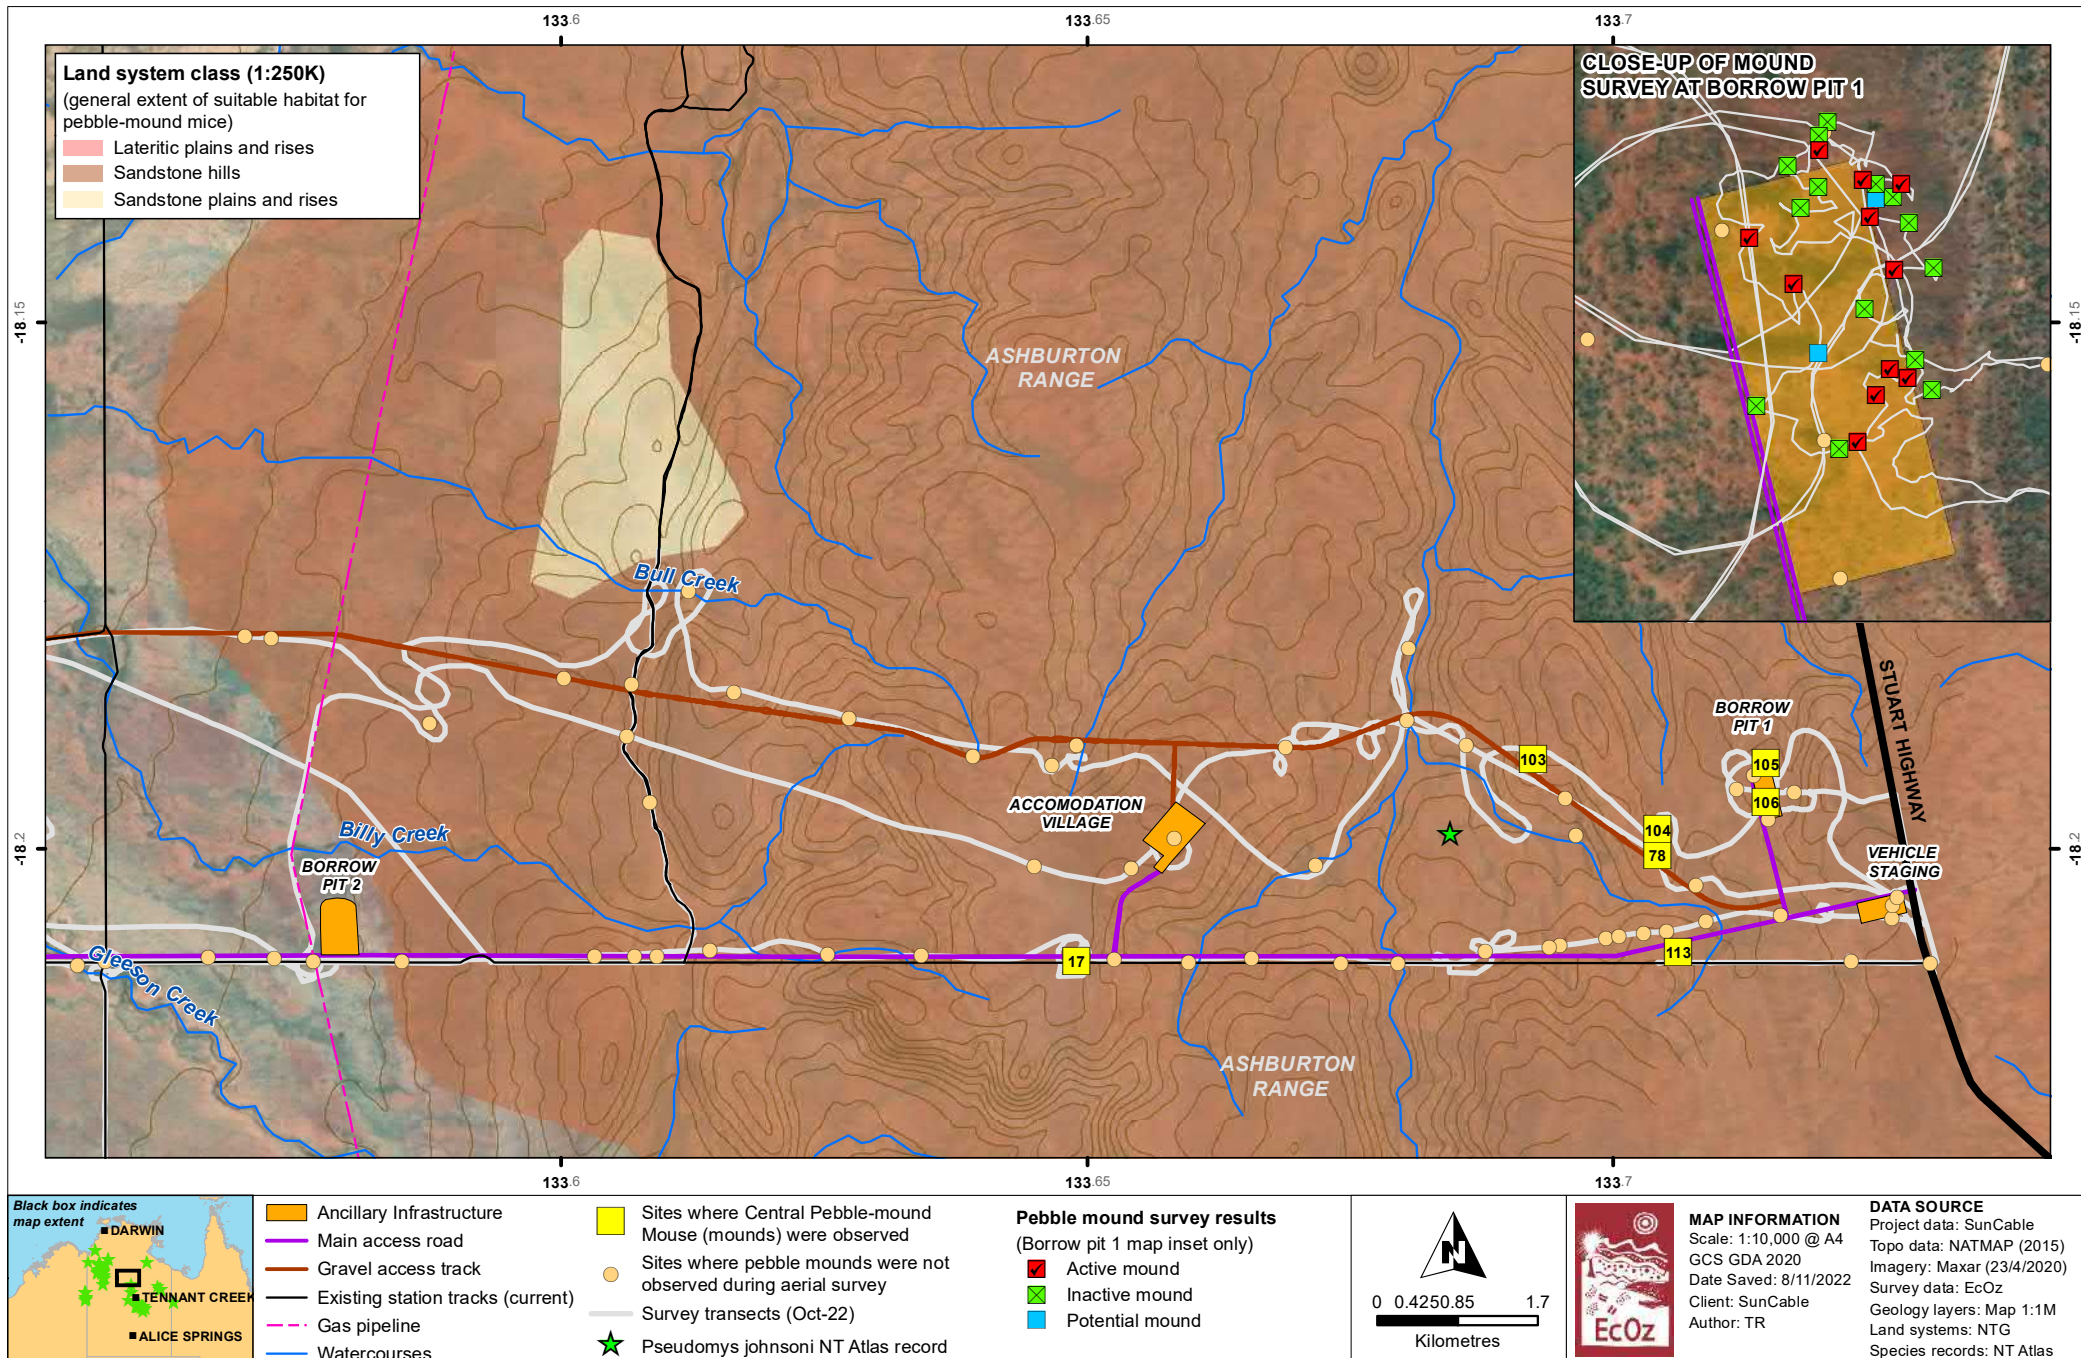 133.6
133.65
133.7
Land system class (1:250K)
(general extent of suitable habitat for
pebble-mound mice)
Lateritic plains and rises
Sandstone hills
Sandstone plains and rises
CLOSE-UP OF MOUND
SURVEY AT BORROW PIT 1
-18.15
-18.15
ASHBURTON
RANGE
Bull Creek
STUART HIGHWAY
BORROW
PIT 1
103
105
106
ACCOMODATION
VILLAGE
104
78
Billy Creek
-18.2
-18.2
BORROW
PIT 2
VEHICLE
STAGING
Gleeson Creek
17
113
ASHBURTON
RANGE
133.6
133.65
133.7
Black box indicates
map extent
DARWIN
TENNANT CREEK
ALICE SPRINGS
Ancillary Infrastructure
Main access road
Gravel access track
Existing station tracks (current)
Gas pipeline
Watercourses
Sites where Central Pebble-mound
Mouse (mounds) were observed
Sites where pebble mounds were not
observed during aerial survey
Survey transects (Oct-22)
Pseudomys johnsoni NT Atlas record
Pebble mound survey results
(Borrow pit 1 map inset only)
Active mound
Inactive mound
Potential mound
N
0 0.4250.85 1.7
Kilometres
EcOz
MAP INFORMATION
Scale: 1:10,000 @ A4
GCS GDA 2020
Date Saved: 8/11/2022
Client: SunCable
Author: TR
DATA SOURCE
Project data: SunCable
Topo data: NATMAP (2015)
Imagery: Maxar (23/4/2020)
Survey data: EcOz
Geology layers: Map 1:1M
Land systems: NTG
Species records: NT Atlas